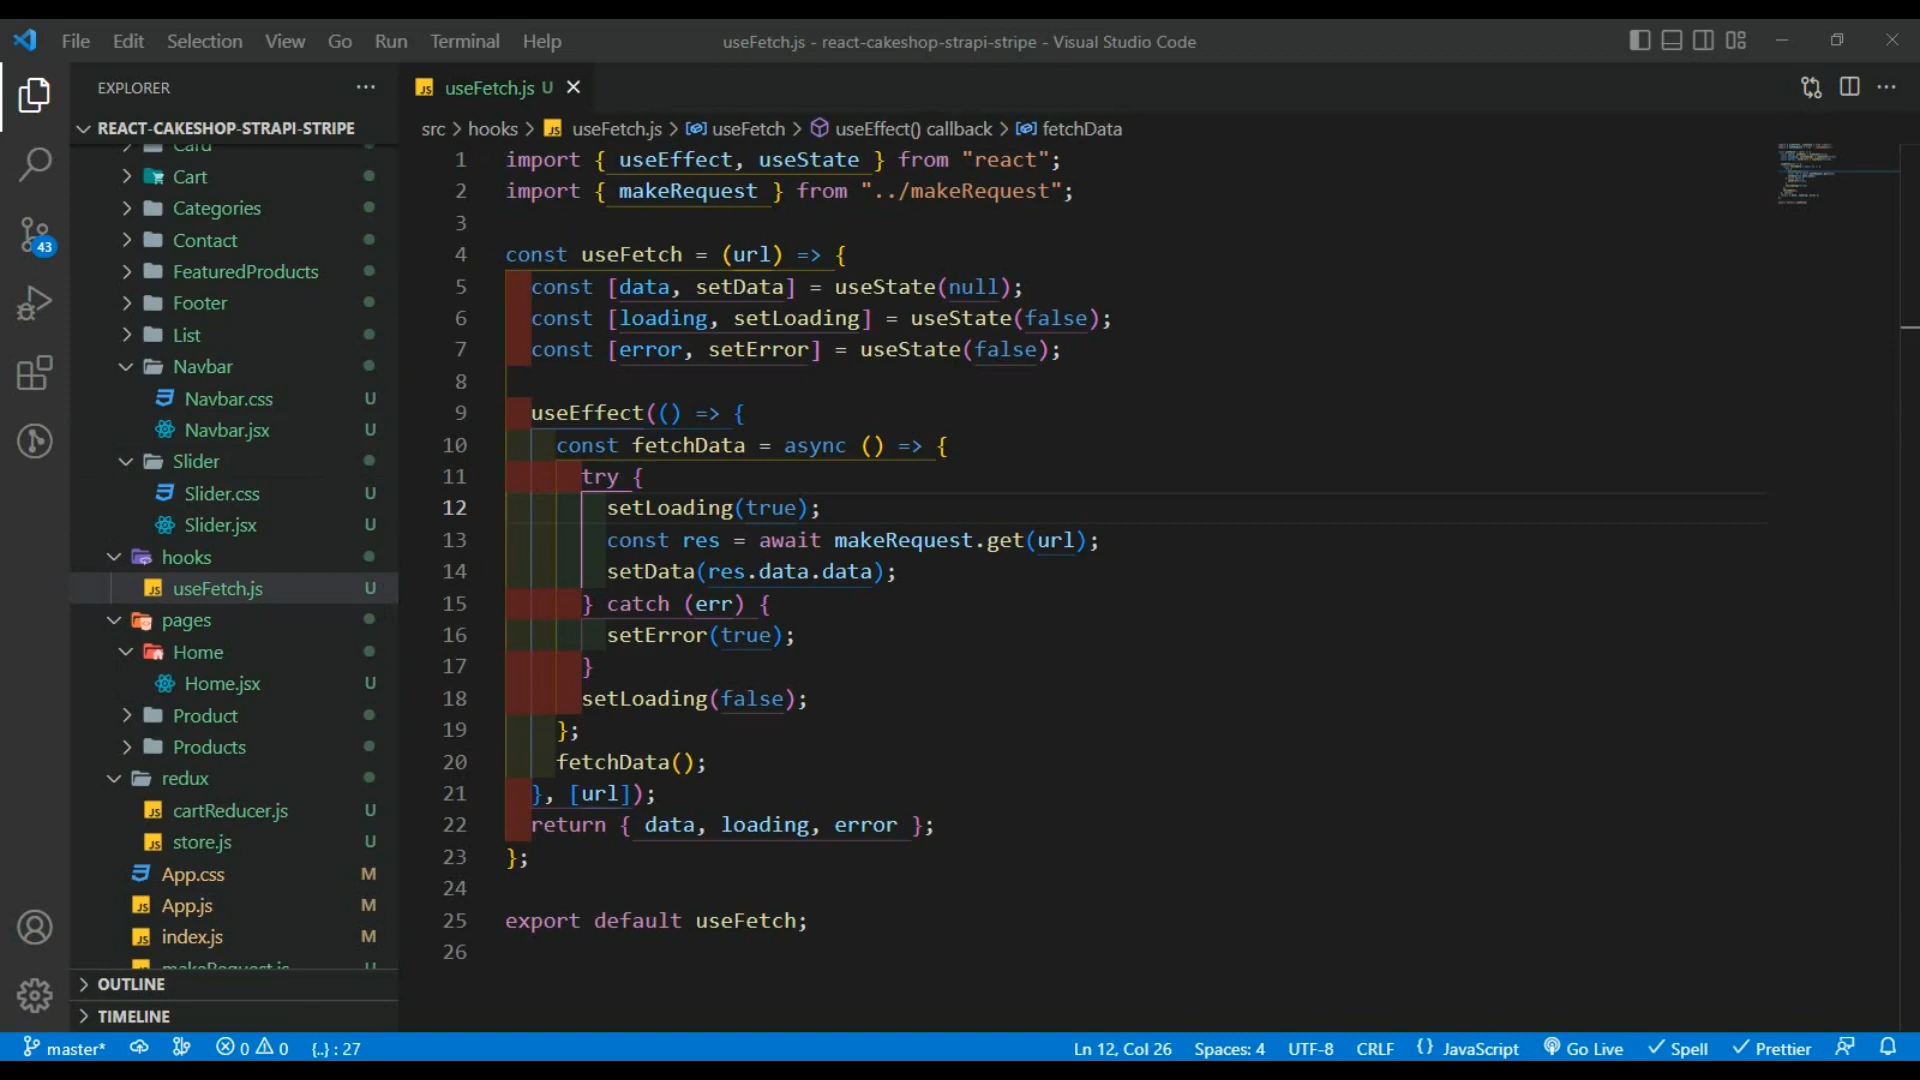 File Edit Selection View Go Run Terminal Help
useFetch.js - react-cakeshop-strapi-stripe - Visual Studio Code
EXPLORER
REACT-CAKESHOP-STRAPI-STRIPE
Card
Cart
Categories
Contact
FeaturedProducts
Footer
List
Navbar
Navbar.css U
Navbar.jsx U
Slider
Slider.css U
Slider.jsx U
hooks
useFetch.js U
pages
Home
Home.jsx U
Product
Products
redux
cartReducer.js U
store.js U
App.css M
App.js M
index.js M
makeRequest.js U
OUTLINE
TIMELINE
43
useFetch.js U
src > hooks > JS useFetch.js > useFetch > useEffect() callback > fetchData
1 import { useEffect, useState } from "react";
2 import { makeRequest } from "../makeRequest";
3
4 const useFetch = (url) => {
5 const [data, setData] = useState(null);
6 const [loading, setLoading] = useState(false);
7 const [error, setError] = useState(false);
8
9 useEffect(() => {
10 const fetchData = async () => {
11 try {
12 setLoading(true);
13 const res = await makeRequest.get(url);
14 setData(res.data.data);
15 } catch (err) {
16 setError(true);
17 }
18 setLoading(false);
19 };
20 fetchData();
21 }, [url]);
22 return { data, loading, error };
23 };
24
25 export default useFetch;
26
master* 0 0 {..} : 27 Ln 12, Col 26 Spaces: 4 UTF-8 CRLF {} JavaScript Go Live Spell Prettier